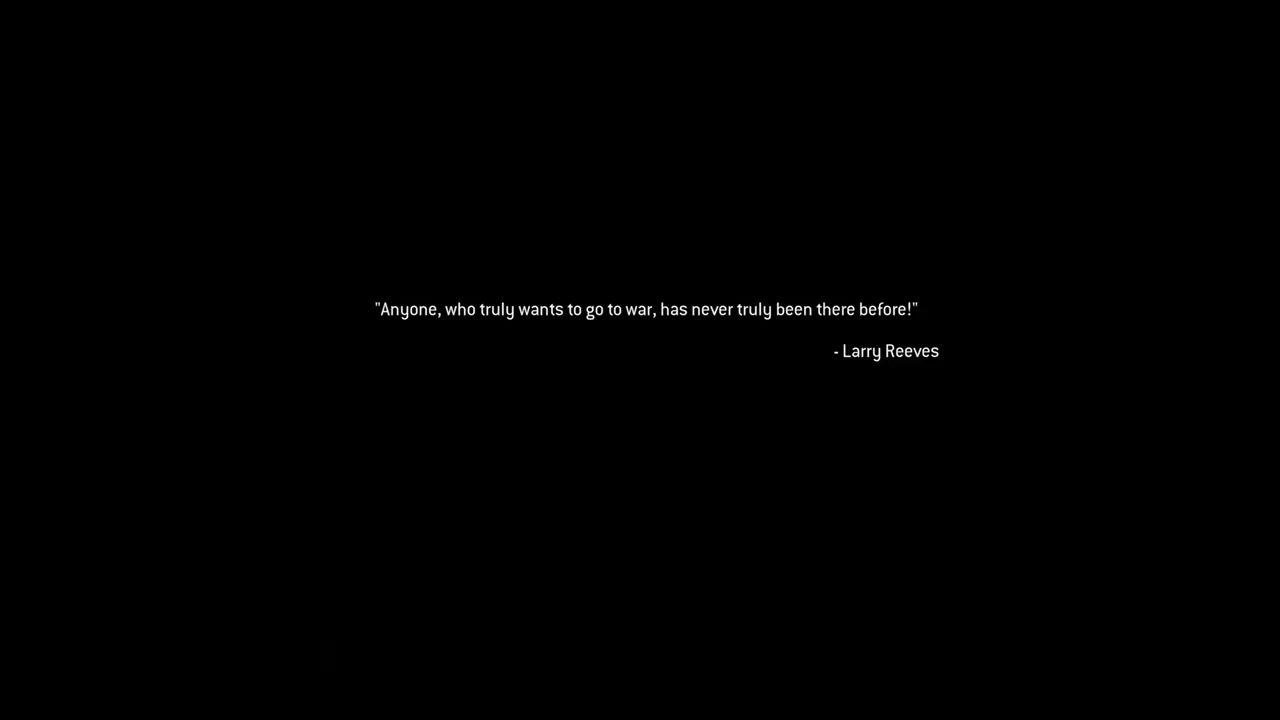 "Anyone, who truly wants to go to war, has never truly been there before!"
- Larry Reeves